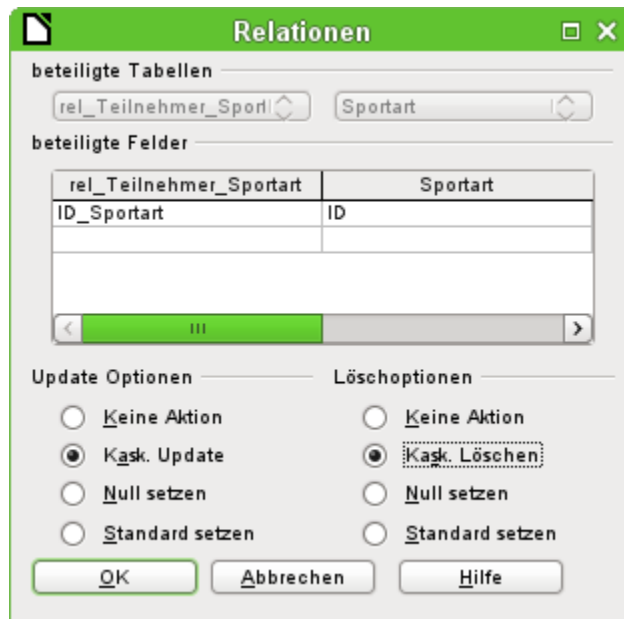 Relationen
beteiligte Tabellen
rel_Teilnehmer_Sport Sportart
beteiligte Felder
rel_Teilnehmer_Sportart Sportart
ID_Sportart ID
Update Optionen Löschoptionen
Keine Aktion Keine Aktion
Kask. Update Kask. Löschen
Null setzen Null setzen
Standard setzen Standard setzen
OK Abbrechen Hilfe